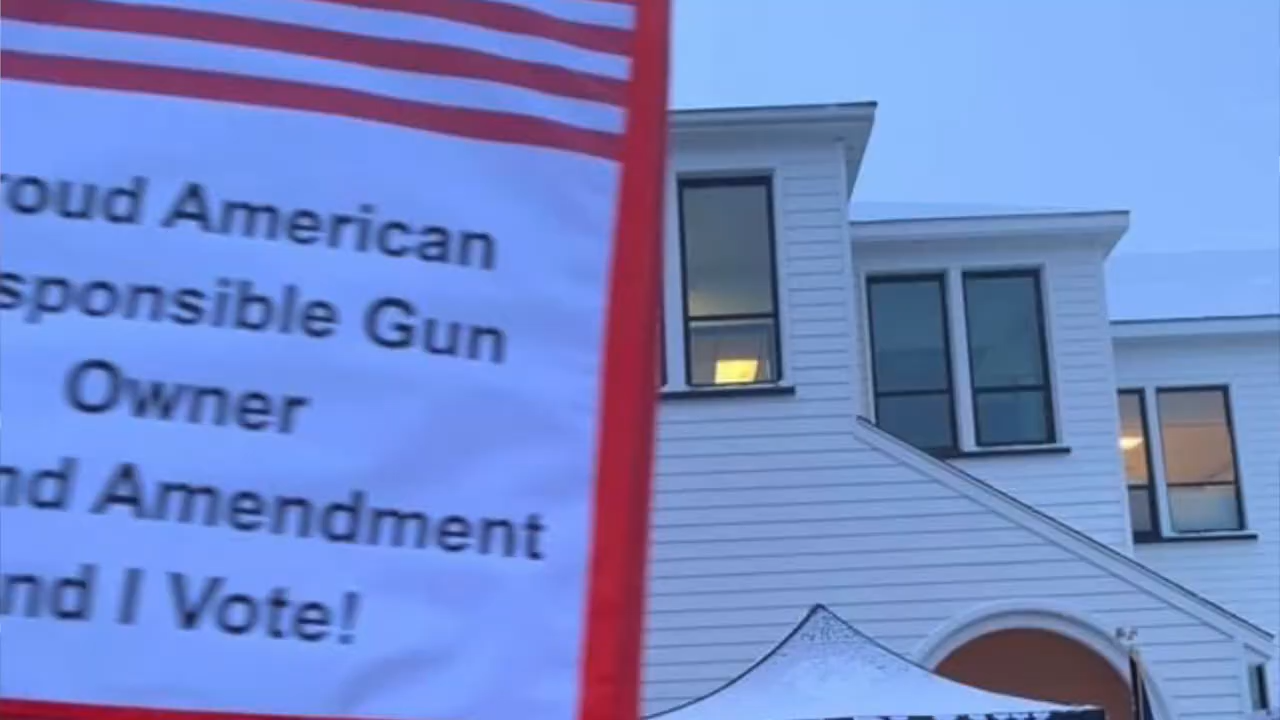 roud American
sponsible Gun
Owner
nd Amendment
nd I Vote!